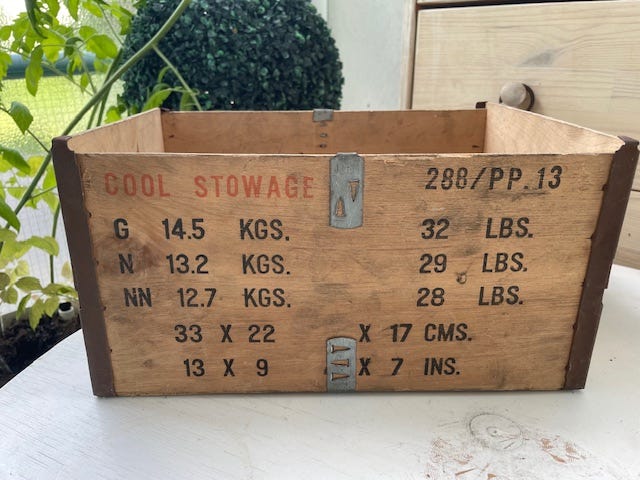 COOL STOWAGE 288/PP.13
G 14.5 KGS. 32 LBS.
N 13.2 KGS. 29 LBS.
NN 12.7 KGS. 28 LBS.
33 X 22 X 17 CMS.
13 X 9 X 7 INS.